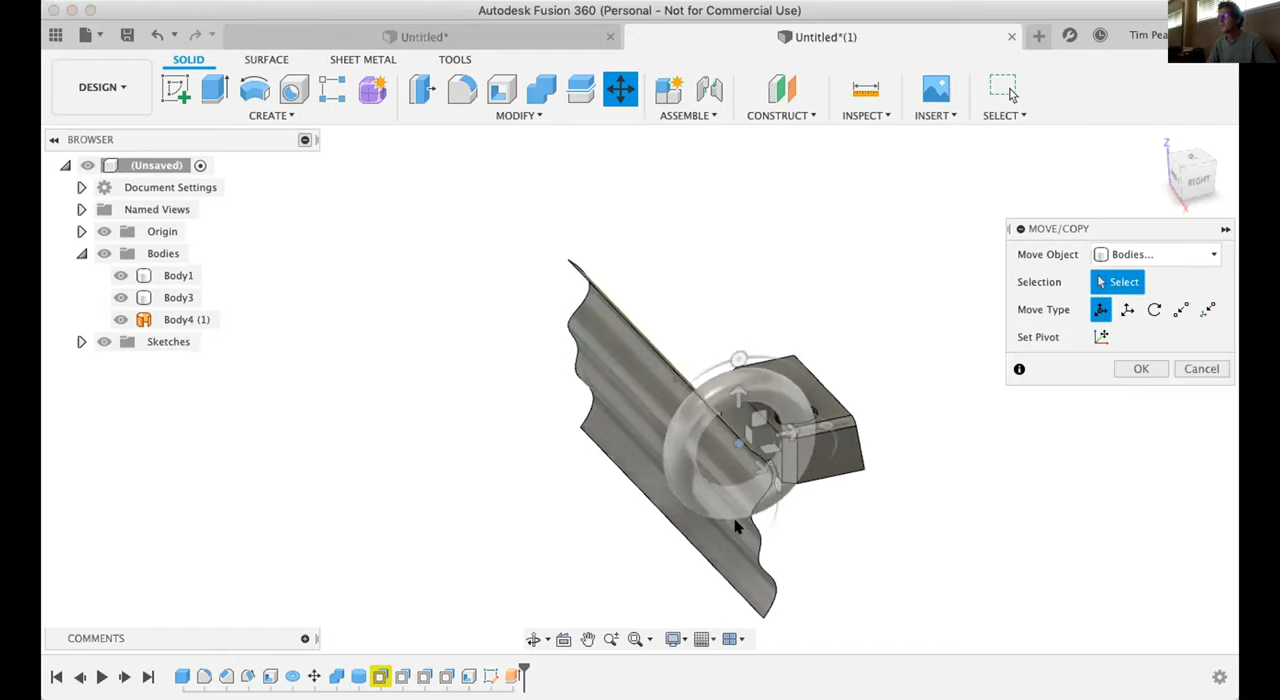 Autodesk Fusion 360 (Personal - Not for Commercial Use)
Untitled*
Untitled*(1)
Tim Pea
SOLID
SURFACE
SHEET METAL
TOOLS
DESIGN
CREATE
MODIFY
ASSEMBLE
CONSTRUCT
INSPECT
INSERT
SELECT
BROWSER
(Unsaved)
Document Settings
Named Views
Origin
Bodies
Body1
Body3
Body4 (1)
Sketches
Z
RIGHT
X
MOVE/COPY
Move Object
Bodies...
Selection
Select
Move Type
Set Pivot
OK
Cancel
COMMENTS